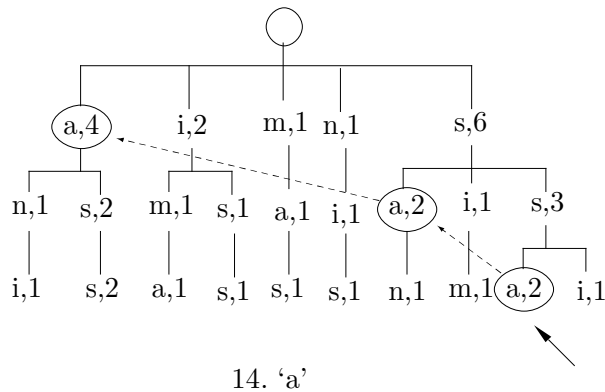 a,4 i,2 m,1 n,1 s,6
n,1 s,2 m,1 s,1 a,1 i,1 a,2 i,1 s,3
i,1 s,2 a,1 s,1 s,1 s,1 n,1 m,1 a,2 i,1
14. ‘a’